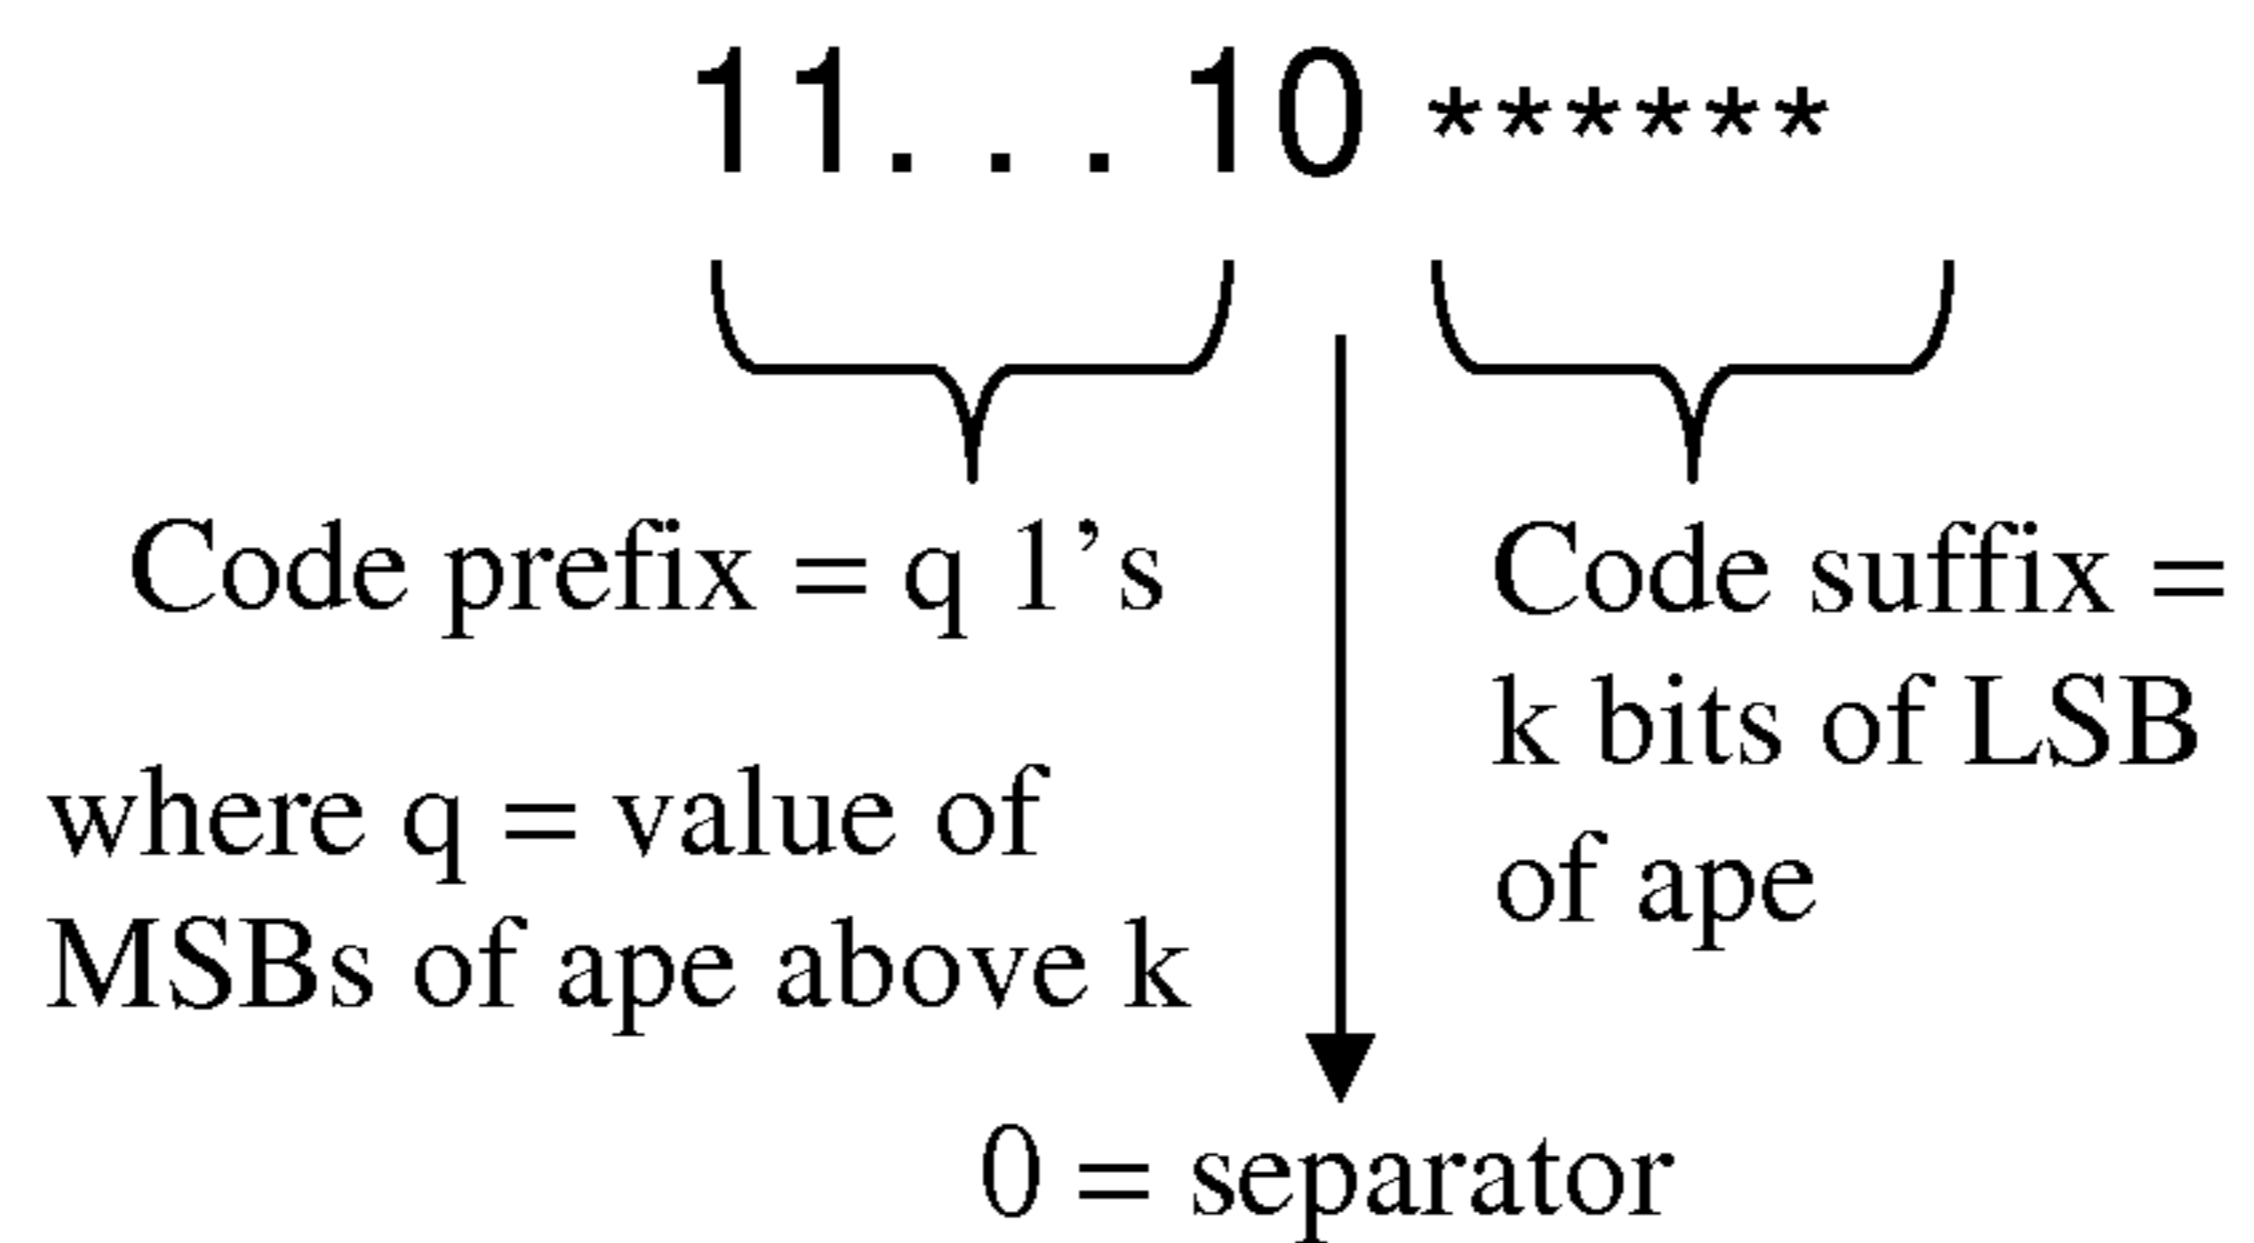 11...10 ******
Code prefix = q 1’s
where q = value of
MSBs of ape above k
Code suffix =
k bits of LSB
of ape
0 = separator